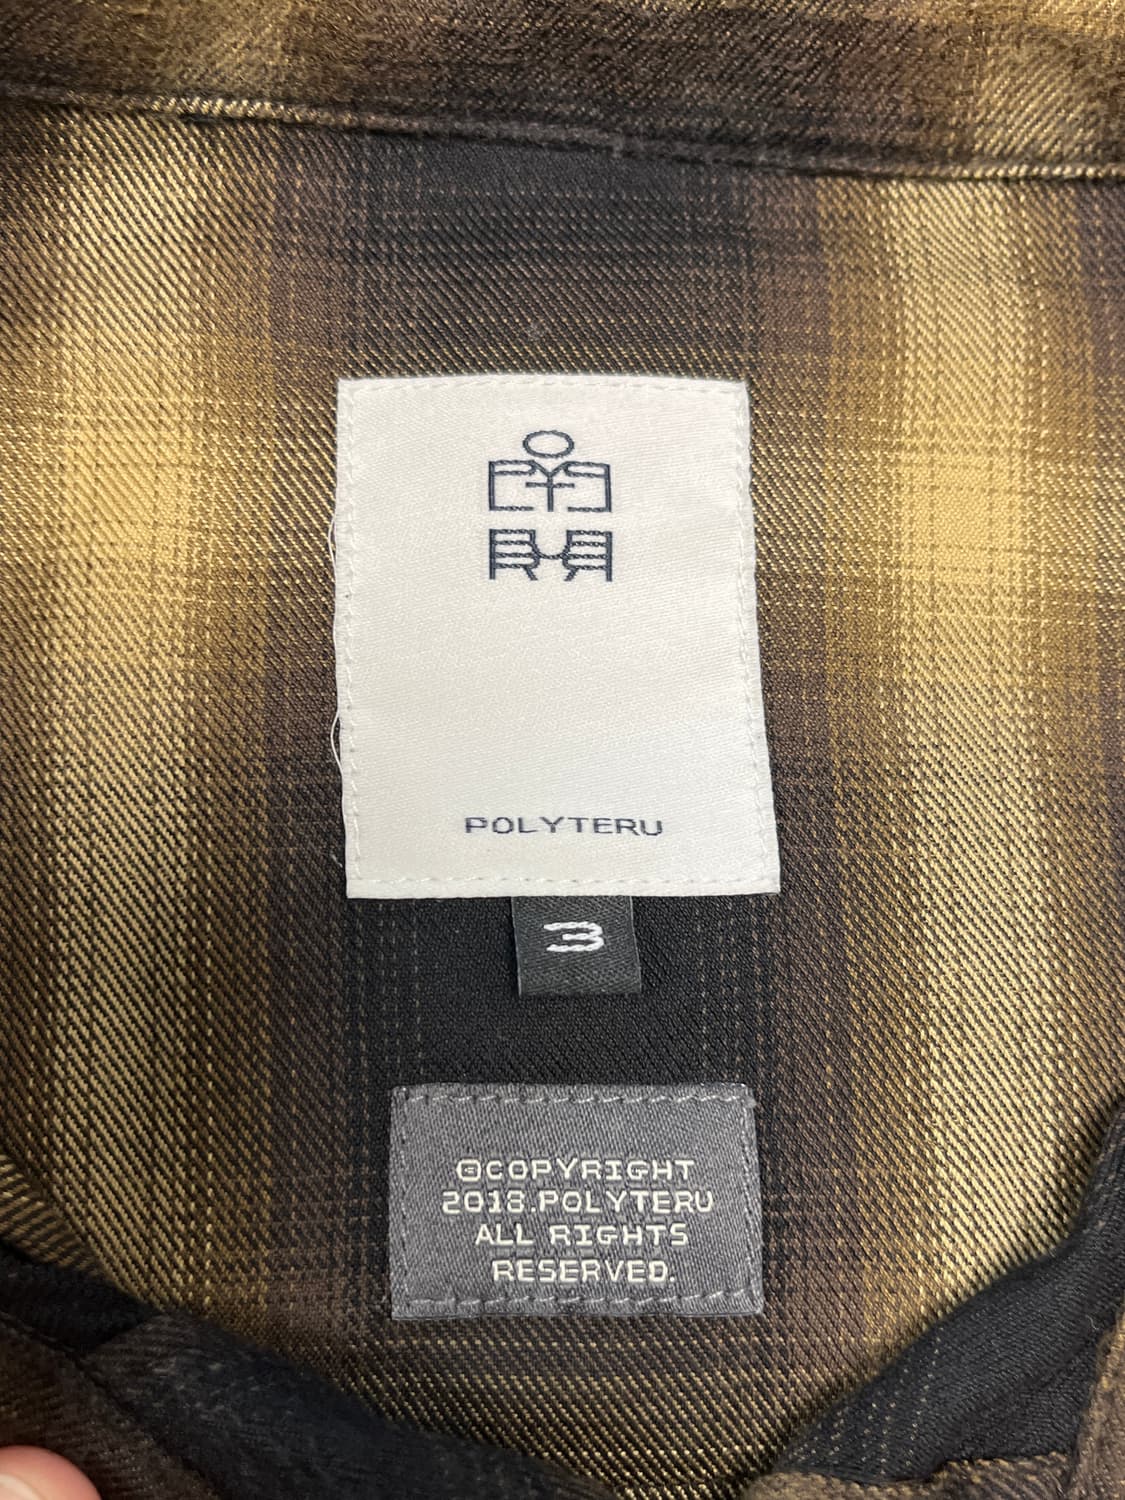 POLYTERU
3
©COPYRIGHT
2018.POLYTERU
ALL RIGHTS
RESERVED.